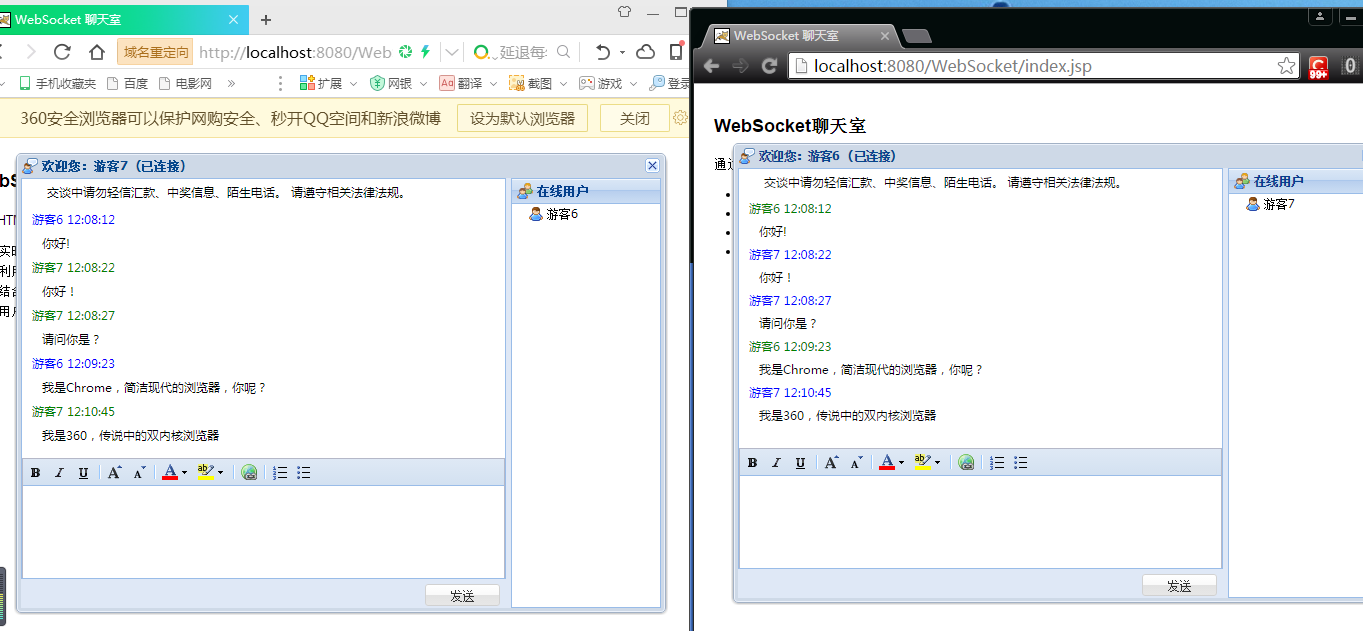 WebSocket 聊天室
域名重定向 http://localhost:8080/Web 延退每
手机收藏夹 百度 电影网 » 扩展 网银 Aa 翻译 截图 游戏 登录
360安全浏览器可以保护网购安全、秒开QQ空间和新浪微博 设为默认浏览器 关闭
欢迎您：游客7（已连接）
交谈中请勿轻信汇款、中奖信息、陌生电话。 请遵守相关法律法规。
游客6 12:08:12
你好!
游客7 12:08:22
你好！
游客7 12:08:27
请问你是？
游客6 12:09:23
我是Chrome，简洁现代的浏览器，你呢？
游客7 12:10:45
我是360，传说中的双内核浏览器
在线用户
游客6
B I U A A A ab
发送
bS
HT
实时
利用
结合
用户
WebSocket 聊天室
localhost:8080/WebSocket/index.jsp
99+ 0
WebSocket聊天室
通过
欢迎您：游客6（已连接）
交谈中请勿轻信汇款、中奖信息、陌生电话。 请遵守相关法律法规。
游客6 12:08:12
你好!
游客7 12:08:22
你好！
游客7 12:08:27
请问你是？
游客6 12:09:23
我是Chrome，简洁现代的浏览器，你呢？
游客7 12:10:45
我是360，传说中的双内核浏览器
在线用户
游客7
B I U A A A ab
发送